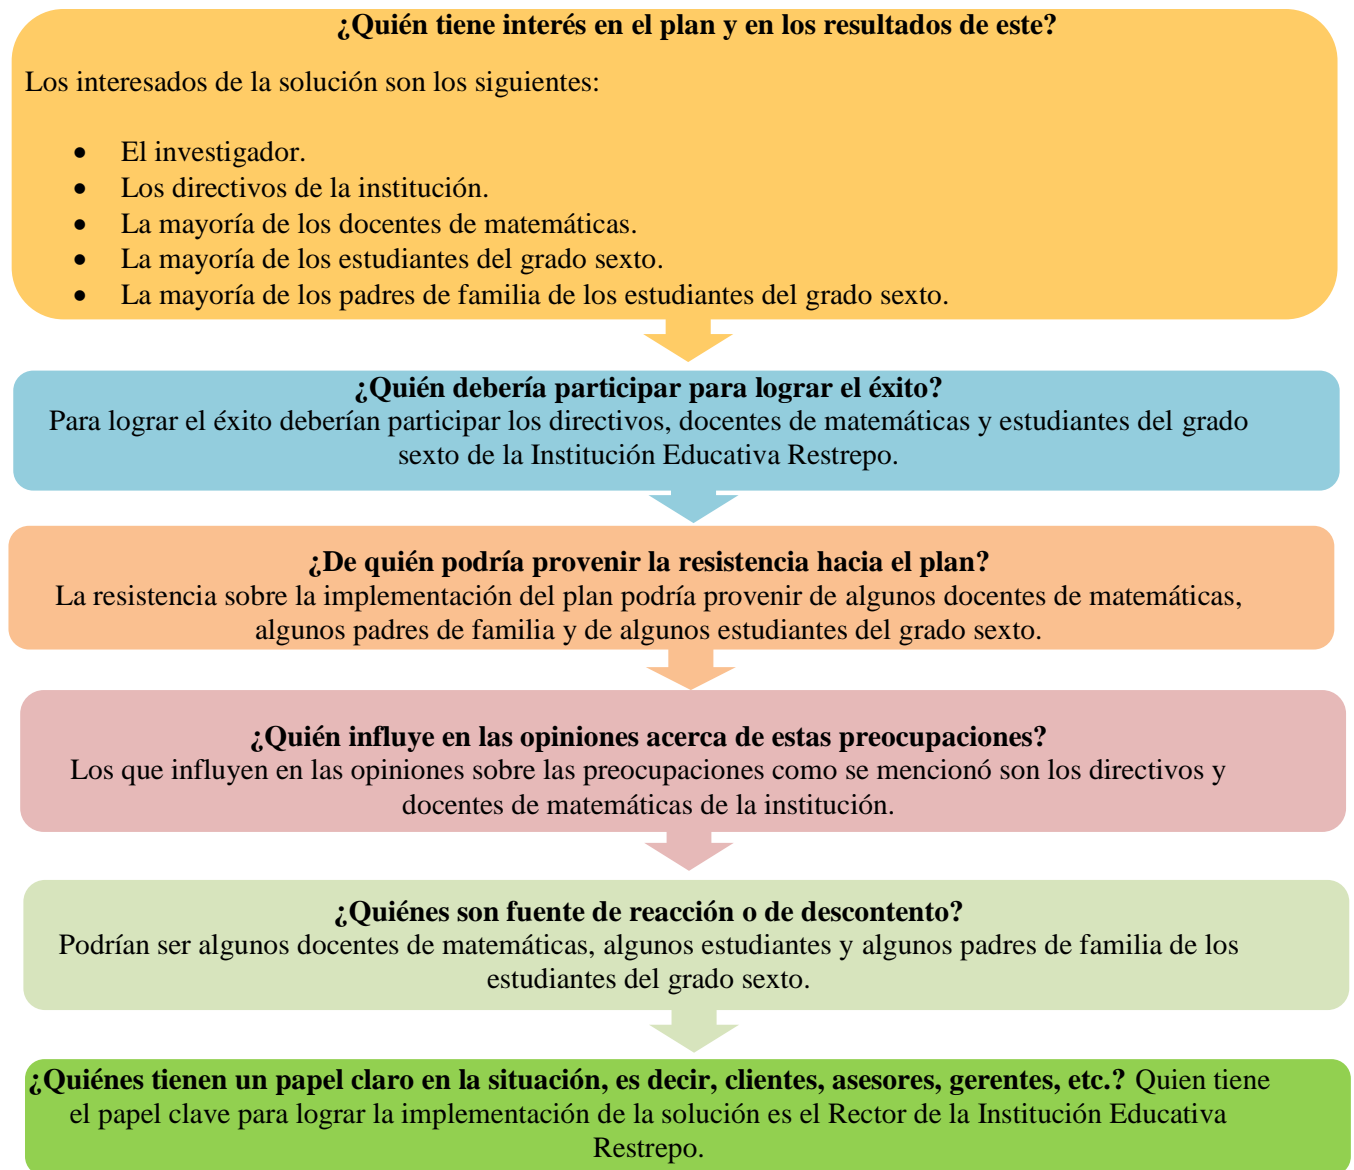 ¿Quién tiene interés en el plan y en los resultados de este?
Los interesados de la solución son los siguientes:
• El investigador.
• Los directivos de la institución.
• La mayoría de los docentes de matemáticas.
• La mayoría de los estudiantes del grado sexto.
• La mayoría de los padres de familia de los estudiantes del grado sexto.
¿Quién debería participar para lograr el éxito?
Para lograr el éxito deberían participar los directivos, docentes de matemáticas y estudiantes del grado
sexto de la Institución Educativa Restrepo.
¿De quién podría provenir la resistencia hacia el plan?
La resistencia sobre la implementación del plan podría provenir de algunos docentes de matemáticas,
algunos padres de familia y de algunos estudiantes del grado sexto.
¿Quién influye en las opiniones acerca de estas preocupaciones?
Los que influyen en las opiniones sobre las preocupaciones como se mencionó son los directivos y
docentes de matemáticas de la institución.
¿Quiénes son fuente de reacción o de descontento?
Podrían ser algunos docentes de matemáticas, algunos estudiantes y algunos padres de familia de los
estudiantes del grado sexto.
¿Quiénes tienen un papel claro en la situación, es decir, clientes, asesores, gerentes, etc.? Quien tiene
el papel clave para lograr la implementación de la solución es el Rector de la Institución Educativa
Restrepo.